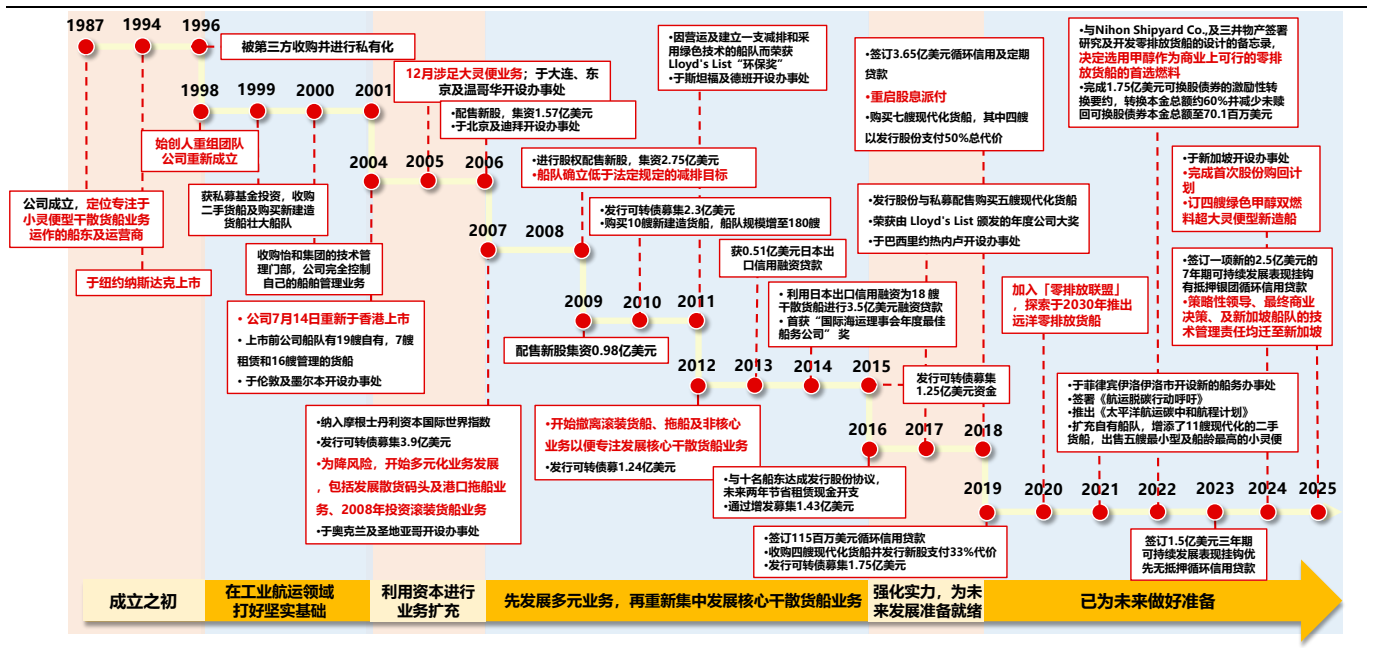 1987
1994
1996
被第三方收购并进行私有化
1998
1999
2000
2001
始创人重组团队
公司重新成立
公司成立，定位专注于
小灵便型干散货船业务
运作的船东及运营商
于纽约纳斯达克上市
获私募基金投资，收购
二手货船及购买新建造
货船壮大船队
收购怡和集团的技术管
理门部，公司完全控制
自己的船舶管理业务
•公司7月14日重新于香港上市
•上市前公司船队有19艘自有，7艘
租赁和16艘管理的货船
•于伦敦及墨尔本开设办事处
12月涉足大灵便业务；于大连、东
京及温哥华开设办事处
•配售新股，集资1.57亿美元
•于北京及迪拜开设办事处
2004
2005
2006
•进行股权配售新股，集资2.75亿美元
•船队确立低于法定规定的减排目标
2007
2008
•纳入摩根士丹利资本国际世界指数
•发行可转债募集3.9亿美元
•为降风险，开始多元化业务发展
，包括发展散货码头及港口拖船业
务、2008年投资滚装货船业务
•于奥克兰及圣地亚哥开设办事处
•因营运及建立一支减排和采
用绿色技术的船队而荣获
Lloyd's List“环保奖”
•于斯坦福及德班开设办事处
•发行可转债募集2.3亿美元
•购买10艘新建造货船，船队规模增至180艘
2009
2010
2011
配售新股集资0.98亿美元
获0.51亿美元日本出
口信用融资贷款
•利用日本出口信用融资为18 艘
干散货船进行3.5亿美元融资贷款
•首获“国际海运理事会年度最佳
船务公司” 奖
2012
2013
2014
2015
发行可转债募集
1.25亿美元资金
•开始撤离滚装货船、拖船及非核心
业务以便专注发展核心干散货船业务
•发行可转债募1.24亿美元
•签订3.65亿美元循环信用及定期
贷款
•重启股息派付
•购买七艘现代化货船，其中四艘
以发行股份支付50%总代价
•发行股份与私募配售购买五艘现代化货船
•荣获由 Lloyd's List 颁发的年度公司大奖
•于巴西里约热内卢开设办事处
2016
2017
2018
•与十名船东达成发行股份协议，
未来两年节省租赁现金开支
•通过增发募集1.43亿美元
•签订115百万美元循环信用贷款
•收购四艘现代化货船并发行新股支付33%代价
•发行可转债募集1.75亿美元
•与Nihon Shipyard Co.,及三井物产签署
研究及开发零排放货船的设计的备忘录，
决定选用甲醇作为商业上可行的零排
放货船的首选燃料
•完成1.75亿美元可换股债券的激励性转
换要约，转换本金总额约60%并减少未赎
回可换股债券本金总额至70.1百万美元
•于新加坡开设办事处
•完成首次股份购回计
划
•订四艘绿色甲醇双燃
料超大灵便型新造船
•签订一项新的2.5亿美元的
7年期可持续发展表现挂钩
有抵押银团循环信用贷款
•策略性领导、最终商业
决策、及新加坡船队的技
术管理责任均迁至新加坡
加入「零排放联盟」
，探索于2030年推出
远洋零排放货船
•于菲律宾伊洛伊洛市开设新的船务办事处
•签署《航运脱碳行动呼吁》
•推出《太平洋航运碳中和航程计划》
•扩充自有船队，增添了11艘现代化的二手
货船，出售五艘最小型及船龄最高的小灵便
2019
2020
2021
2022
2023
2024
2025
签订1.5亿美元三年期
可持续发展表现挂钩优
先无抵押循环信用贷款
成立之初
在工业航运领域
打好坚实基础
利用资本进行
业务扩充
先发展多元业务，再重新集中发展核心干散货船业务
强化实力，为未
来发展准备就绪
已为未来做好准备